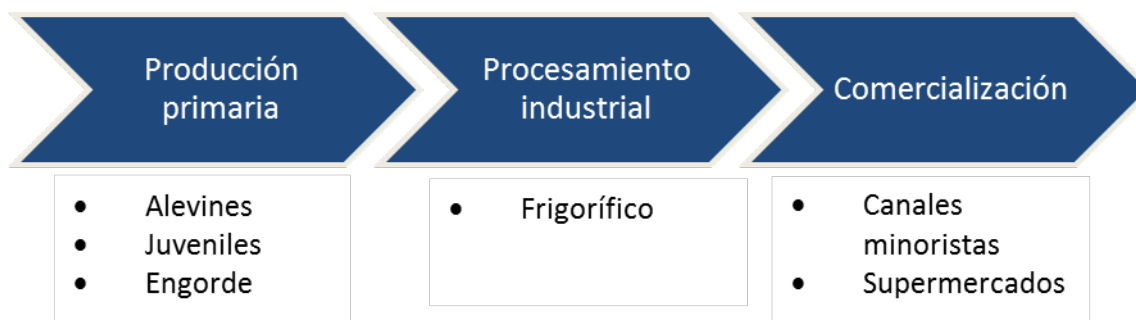 Producción
primaria
Procesamiento
industrial
Comercialización
• Alevines
• Juveniles
• Engorde
• Frigorífico
• Canales
minoristas
• Supermercados